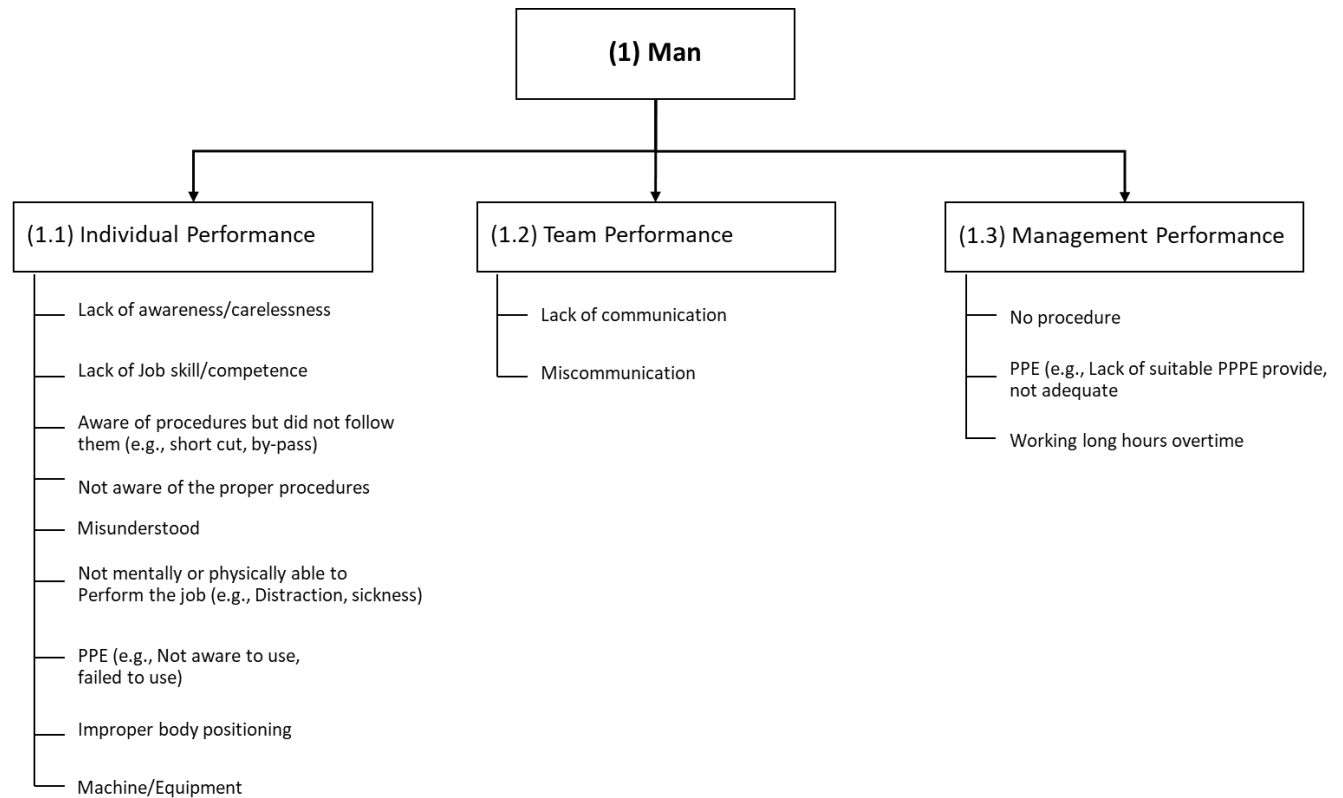 (1) Man
(1.1) Individual Performance
Lack of awareness/carelessness
Lack of Job skill/competence
Aware of procedures but did not follow
them (e.g., short cut, by-pass)
Not aware of the proper procedures
Misunderstood
Not mentally or physically able to
Perform the job (e.g., Distraction, sickness)
PPE (e.g., Not aware to use,
failed to use)
Improper body positioning
Machine/Equipment
(1.2) Team Performance
Lack of communication
Miscommunication
(1.3) Management Performance
No procedure
PPE (e.g., Lack of suitable PPPE provide,
not adequate
Working long hours overtime